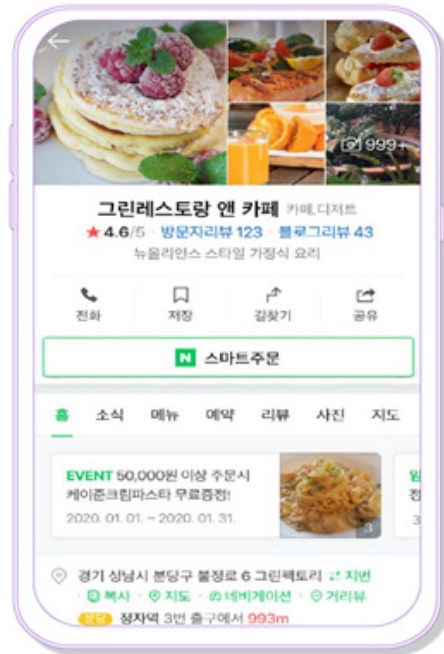 999+
그린레스토랑 앤 카페 카페,디저트
★ 4.6/5 · 방문자리뷰 123 · 블로그리뷰 43
뉴올리언스 스타일 가정식 요리
전화 저장 길찾기 공유
N 스마트주문
홈 소식 메뉴 예약 리뷰 사진 지도
EVENT 50,000원 이상 주문시
케이준크림파스타 무료증정!
2020. 01. 01. ~ 2020. 01. 31.
3
경기 성남시 분당구 불정로 6 그린팩토리 지번
복사 · 지도 · 네비게이션 · 거리뷰
분당 정자역 3번 출구에서 993m